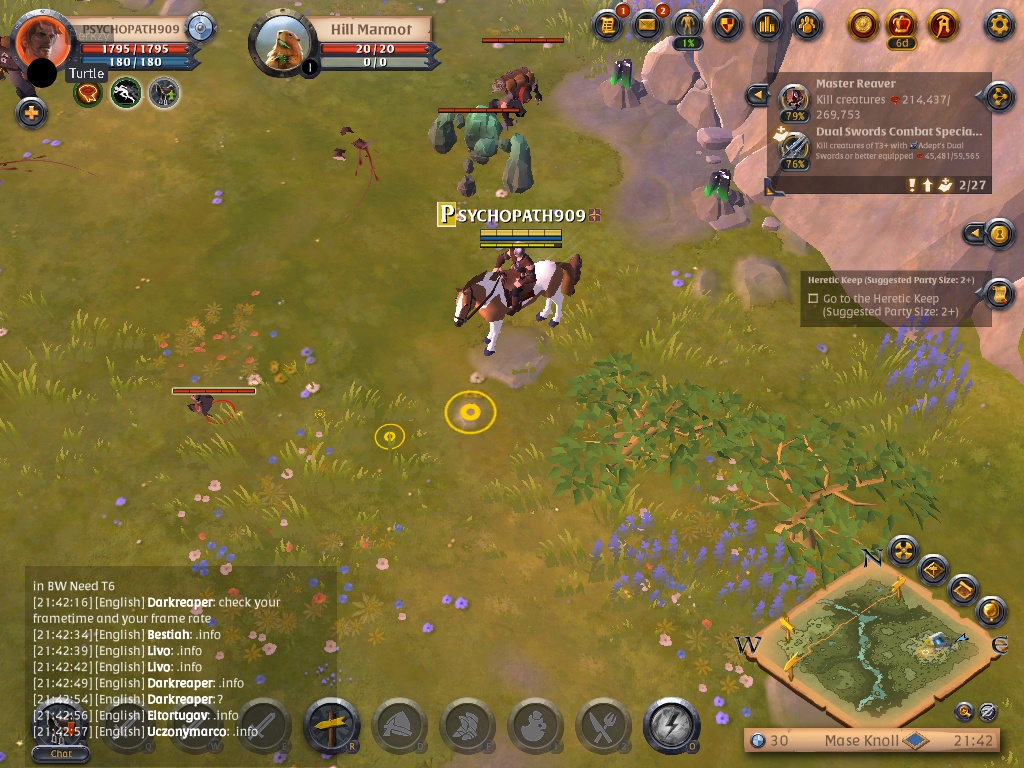 PSYCHOPATH909
1795 / 1795
180 / 180
Turtle
Hill Marmot
20 / 20
0 / 0
1
1
2
1%
6d
Master Reaver
Kill creatures 214,437/
269,753
79%
Dual Swords Combat Specia...
Kill creatures of T3+ with Adept's Dual
Swords or better equipped 45,481/59,565
76%
2/27
PSYCHOPATH909
Heretic Keep (Suggested Party Size: 2+)
Go to the Heretic Keep
(Suggested Party Size: 2+)
in BW Need T6
[21:42:16] [English] Darkreaper: check your
frametime and your frame rate
[21:42:34] [English] Bestiah: .info
[21:42:39] [English] Livo: .info
[21:42:42] [English] Livo: .info
[21:42:49] [English] Darkreaper: .info
[21:42:54] [English] Darkreaper: ?
[21:42:56] [English] Eltortugav: .info
[21:42:57] [English] Uczonymarco: .info
Chat
Q
W
E
R
D
F
O
N
W
E
30
Mase Knoll
21:42